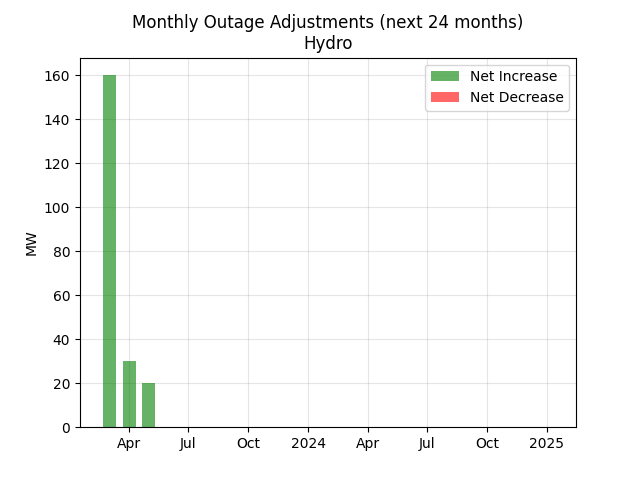 Monthly Outage Adjustments (next 24 months)
Hydro
Net Increase
Net Decrease
MW
160
140
120
100
80
60
40
20
0
Apr Jul Oct 2024 Apr Jul Oct 2025